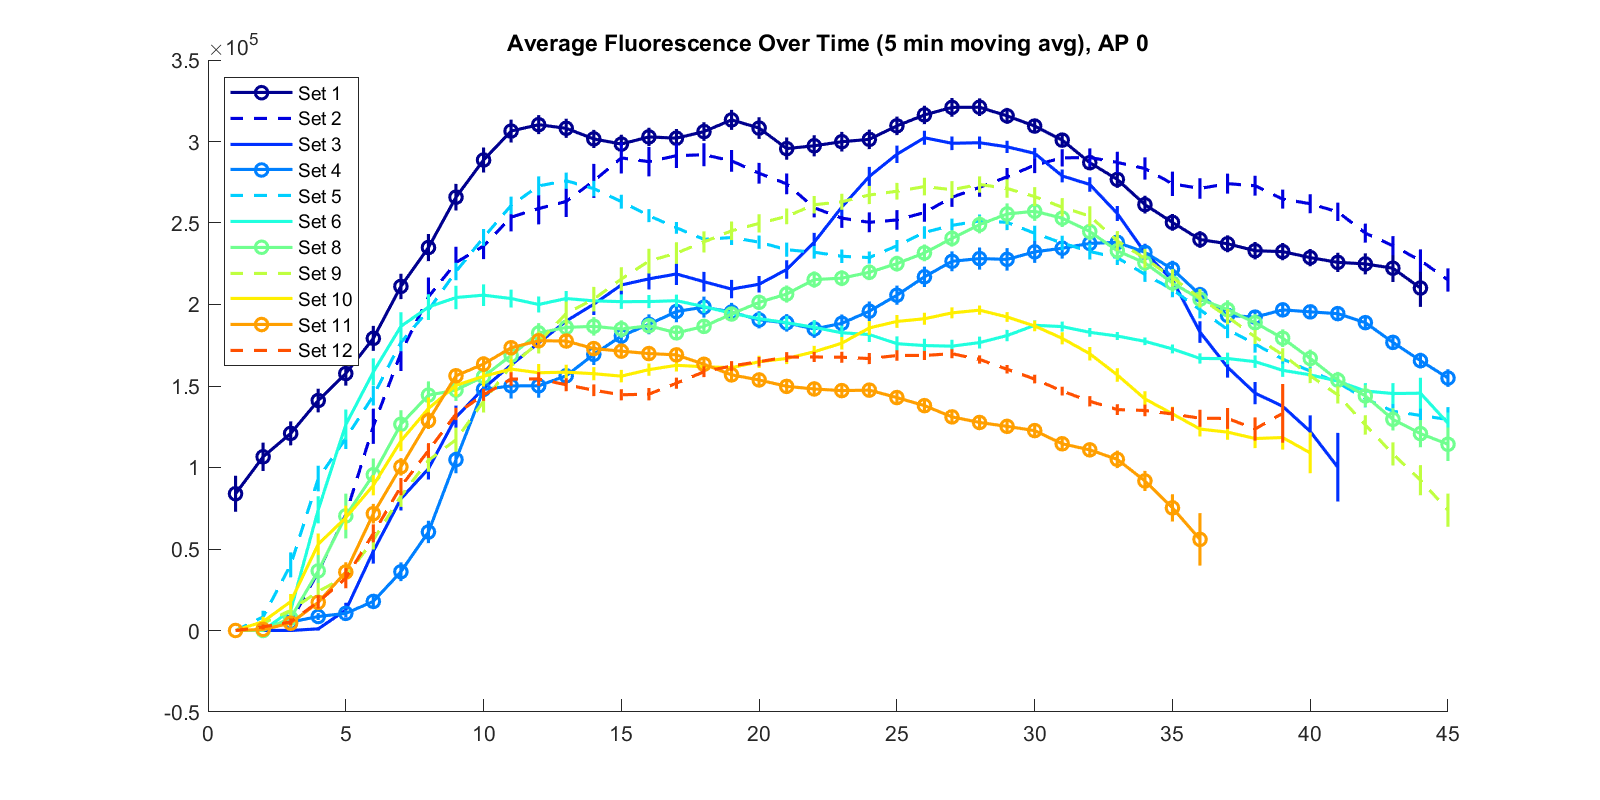 Average Fluorescence Over Time (5 min moving avg), AP 0
×10⁵
3.5
3
2.5
2
1.5
1
0.5
0
-0.5
Set 1
Set 2
Set 3
Set 4
Set 5
Set 6
Set 8
Set 9
Set 10
Set 11
Set 12
0 5 10 15 20 25 30 35 40 45